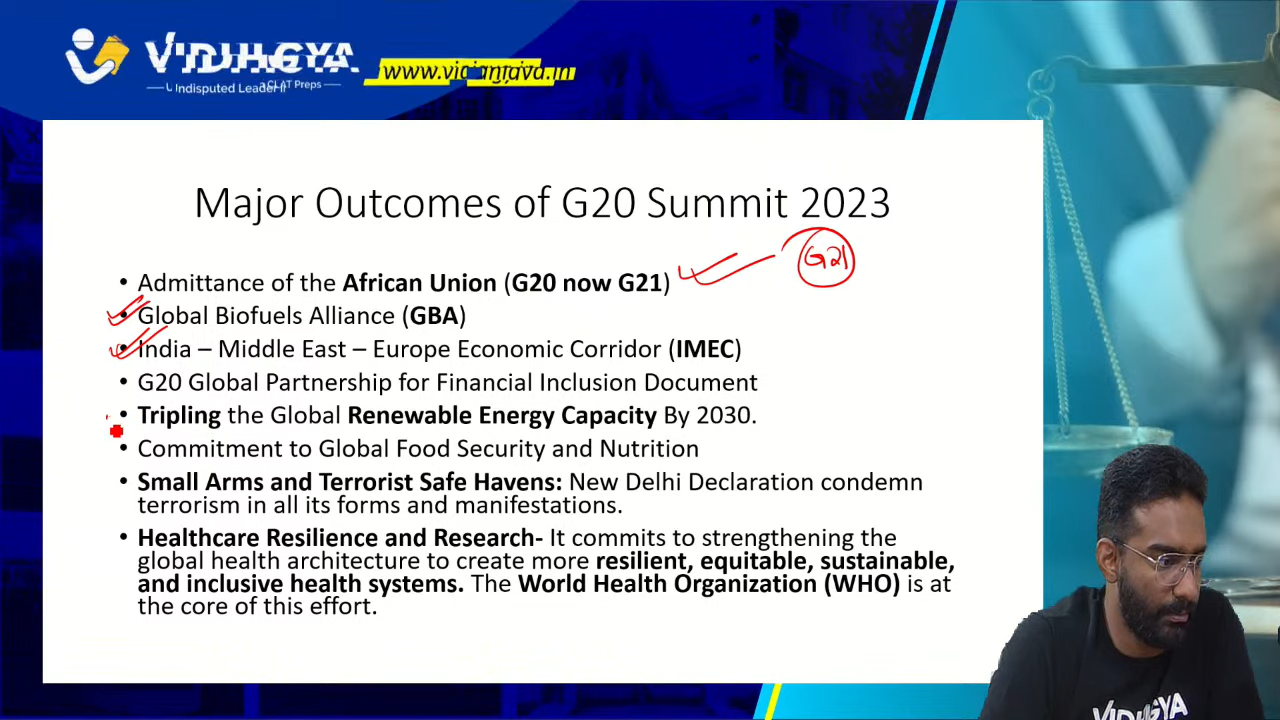 VIDHIGYA
Undisputed Leader in CLAT Preps
Major Outcomes of G20 Summit 2023
G21
• Admittance of the African Union (G20 now G21)
• Global Biofuels Alliance (GBA)
• India – Middle East – Europe Economic Corridor (IMEC)
• G20 Global Partnership for Financial Inclusion Document
• Tripling the Global Renewable Energy Capacity By 2030.
• Commitment to Global Food Security and Nutrition
• Small Arms and Terrorist Safe Havens: New Delhi Declaration condemn
terrorism in all its forms and manifestations.
• Healthcare Resilience and Research- It commits to strengthening the
global health architecture to create more resilient, equitable, sustainable,
and inclusive health systems. The World Health Organization (WHO) is at
the core of this effort.
VIDHIGYA